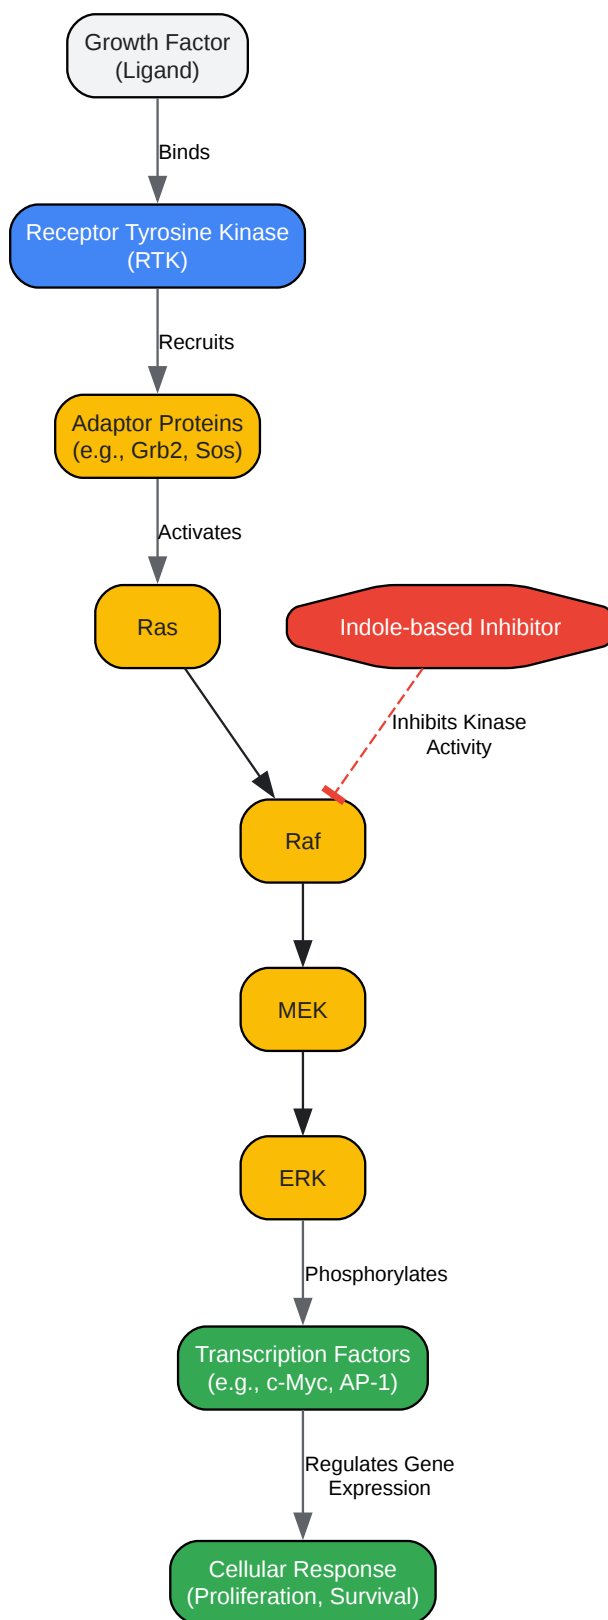 Growth Factor
(Ligand)
Binds
Receptor Tyrosine Kinase
(RTK)
Recruits
Adaptor Proteins
(e.g., Grb2, Sos)
Activates
Ras
Indole-based Inhibitor
Inhibits Kinase
Activity
Raf
MEK
ERK
Phosphorylates
Transcription Factors
(e.g., c-Myc, AP-1)
Regulates Gene
Expression
Cellular Response
(Proliferation, Survival)